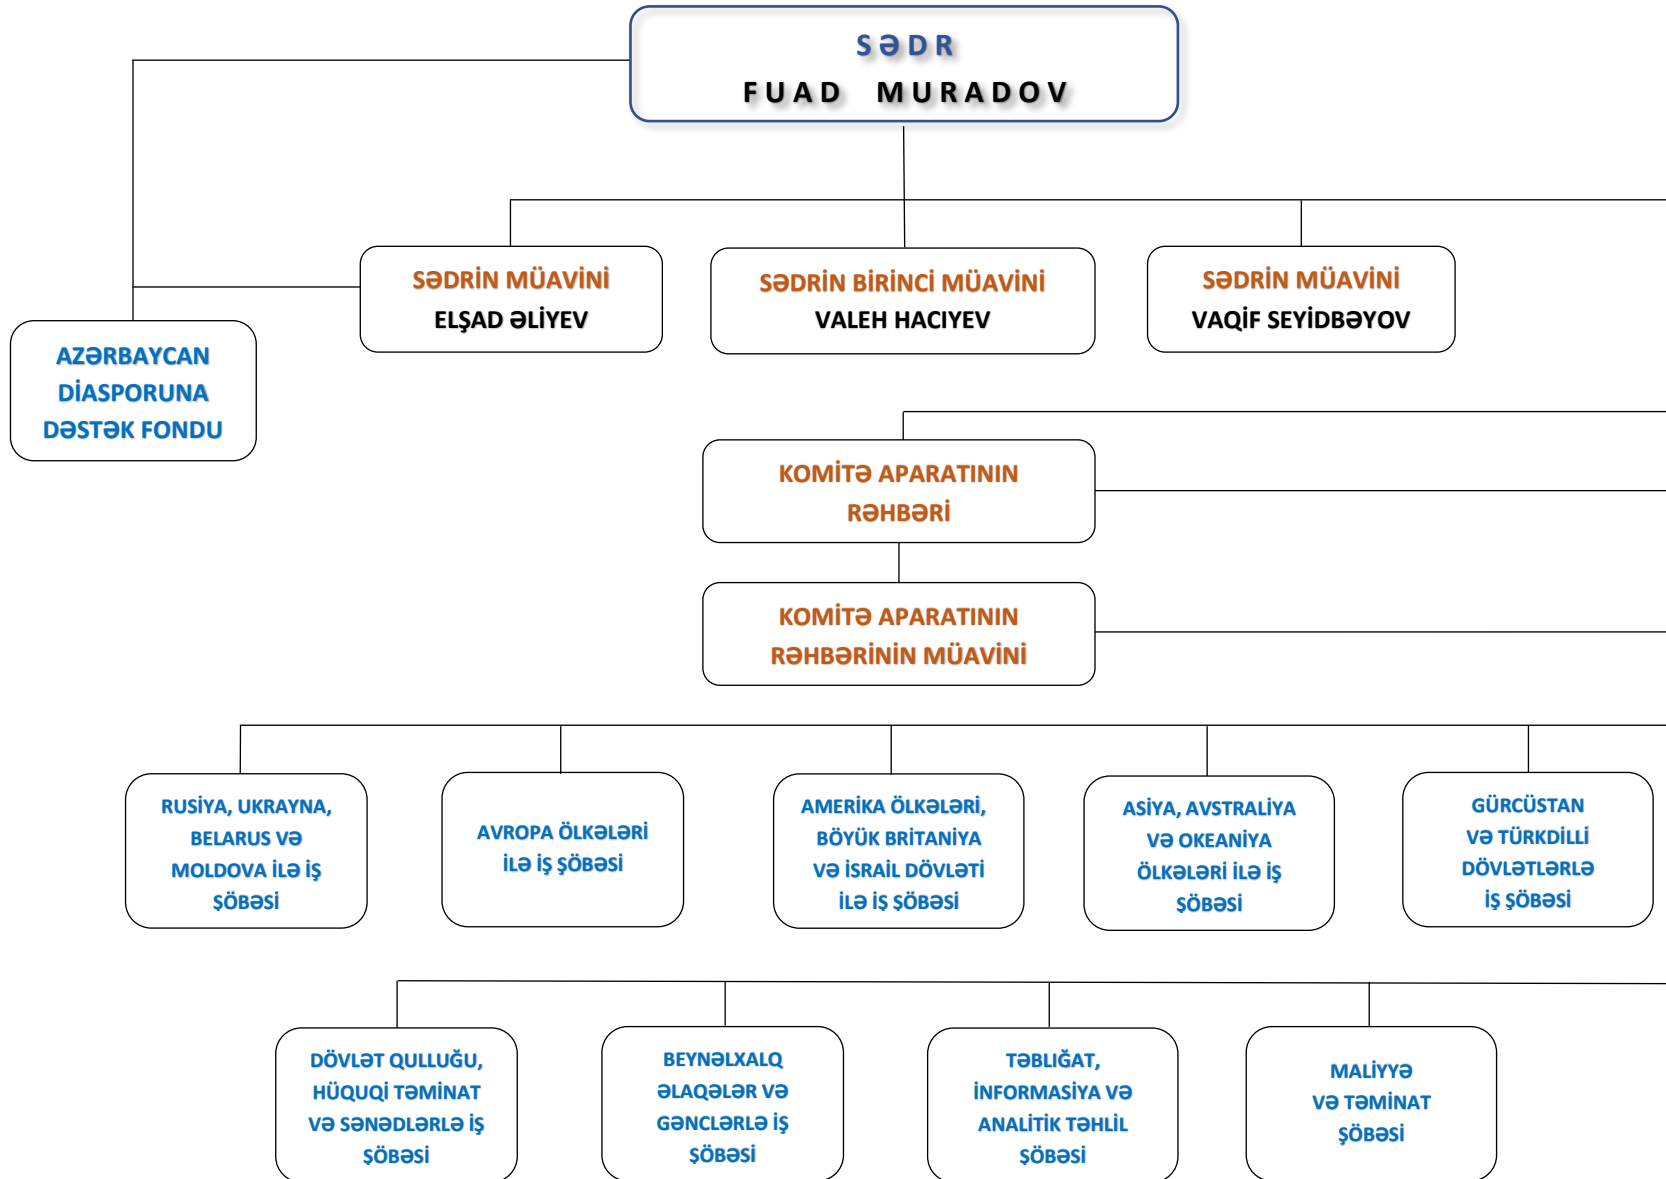 SƏDR
FUAD MURADOV
SƏDRİN MÜAVİNİ
ELŞAD ƏLİYEV
SƏDRİN BİRİNCİ MÜAVİNİ
VALEH HACIYEV
SƏDRİN MÜAVİNİ
VAQİF SEYİDBƏYOV
AZƏRBAYCAN
DİASPORUNA
DƏSTƏK FONDU
KOMİTƏ APARATININ
RƏHBƏRİ
KOMİTƏ APARATININ
RƏHBƏRİNİN MÜAVİNİ
RUSİYA, UKRAYNA,
BELARUS VƏ
MOLDOVA İLƏ İŞ
ŞÖBƏSİ
AVROPA ÖLKƏLƏRİ
İLƏ İŞ ŞÖBƏSİ
AMERİKA ÖLKƏLƏRİ,
BÖYÜK BRİTANİYA
VƏ İSRAİL DÖVLƏTİ
İLƏ İŞ ŞÖBƏSİ
ASİYA, AVSTRALİYA
VƏ OKEANİYA
ÖLKƏLƏRİ İLƏ İŞ
ŞÖBƏSİ
GÜRCÜSTAN
VƏ TÜRKDİLLİ
DÖVLƏTLƏRLƏ
İŞ ŞÖBƏSİ
DÖVLƏT QULLUĞU,
HÜQUQİ TƏMİNAT
VƏ SƏNƏDLƏRLƏ İŞ
ŞÖBƏSİ
BEYNƏLXALQ
ƏLAQƏLƏR VƏ
GƏNCLƏRLƏ İŞ
ŞÖBƏSİ
TƏBLIĞAT,
İNFORMASİYA VƏ
ANALİTİK TƏHLİL
ŞÖBƏSİ
MALİYYƏ
VƏ TƏMİNAT
ŞÖBƏSİ